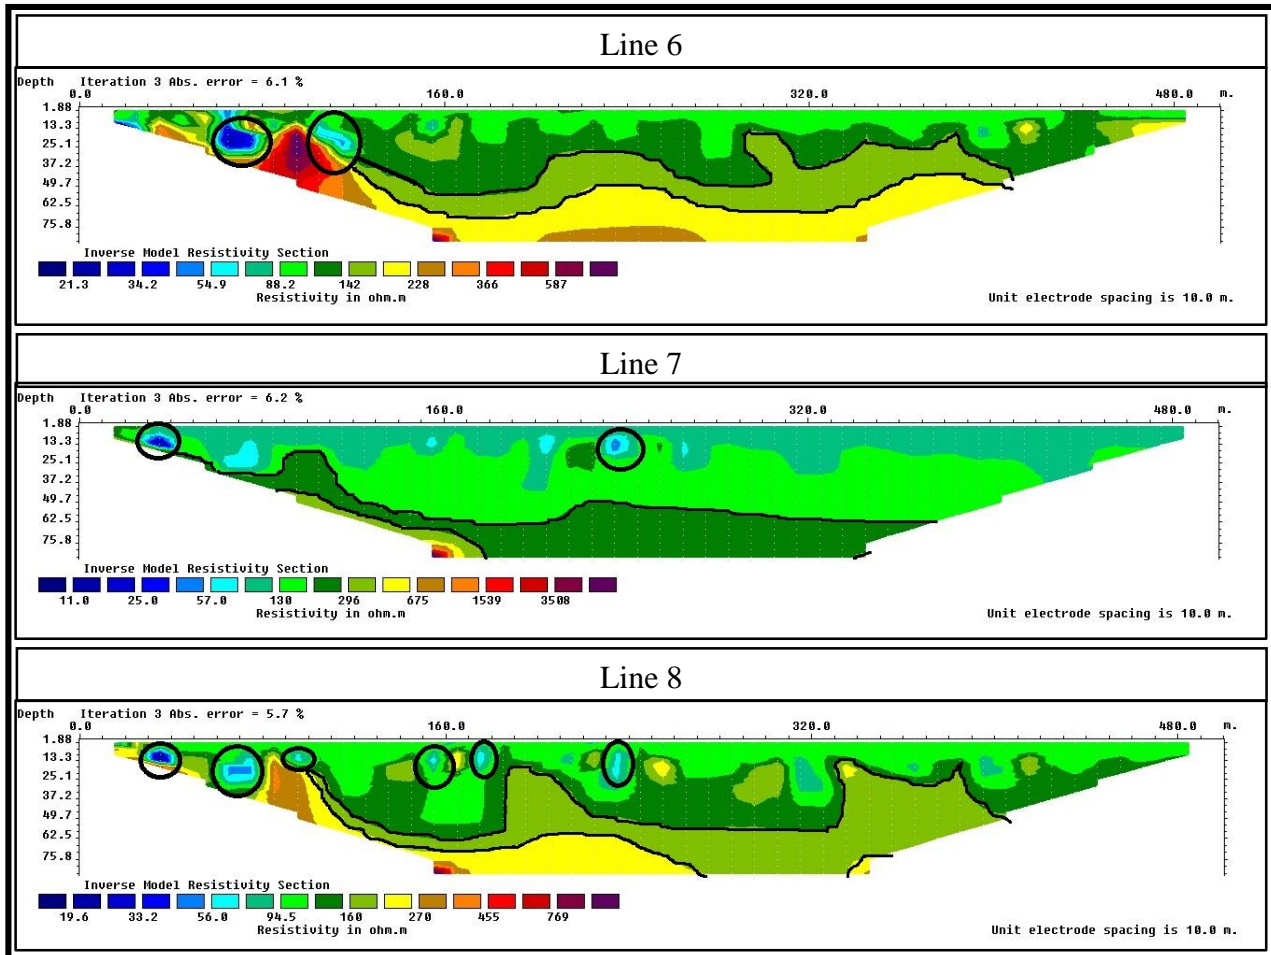 Line 6
Depth Iteration 3 Abs. error = 6.1 %
0.0 160.0 320.0 480.0 m.
1.88
13.3
25.1
37.2
49.7
62.5
75.8
Inverse Model Resistivity Section
21.3 34.2 54.9 88.2 142 228 366 587
Resistivity in ohm.m Unit electrode spacing is 10.0 m.
Line 7
Depth Iteration 3 Abs. error = 6.2 %
0.0 160.0 320.0 480.0 m.
1.88
13.3
25.1
37.2
49.7
62.5
75.8
Inverse Model Resistivity Section
11.0 25.0 57.0 130 296 675 1539 3508
Resistivity in ohm.m Unit electrode spacing is 10.0 m.
Line 8
Depth Iteration 3 Abs. error = 5.7 %
0.0 160.0 320.0 480.0 m.
1.88
13.3
25.1
37.2
49.7
62.5
75.8
Inverse Model Resistivity Section
19.6 33.2 56.0 94.5 160 270 455 769
Resistivity in ohm.m Unit electrode spacing is 10.0 m.